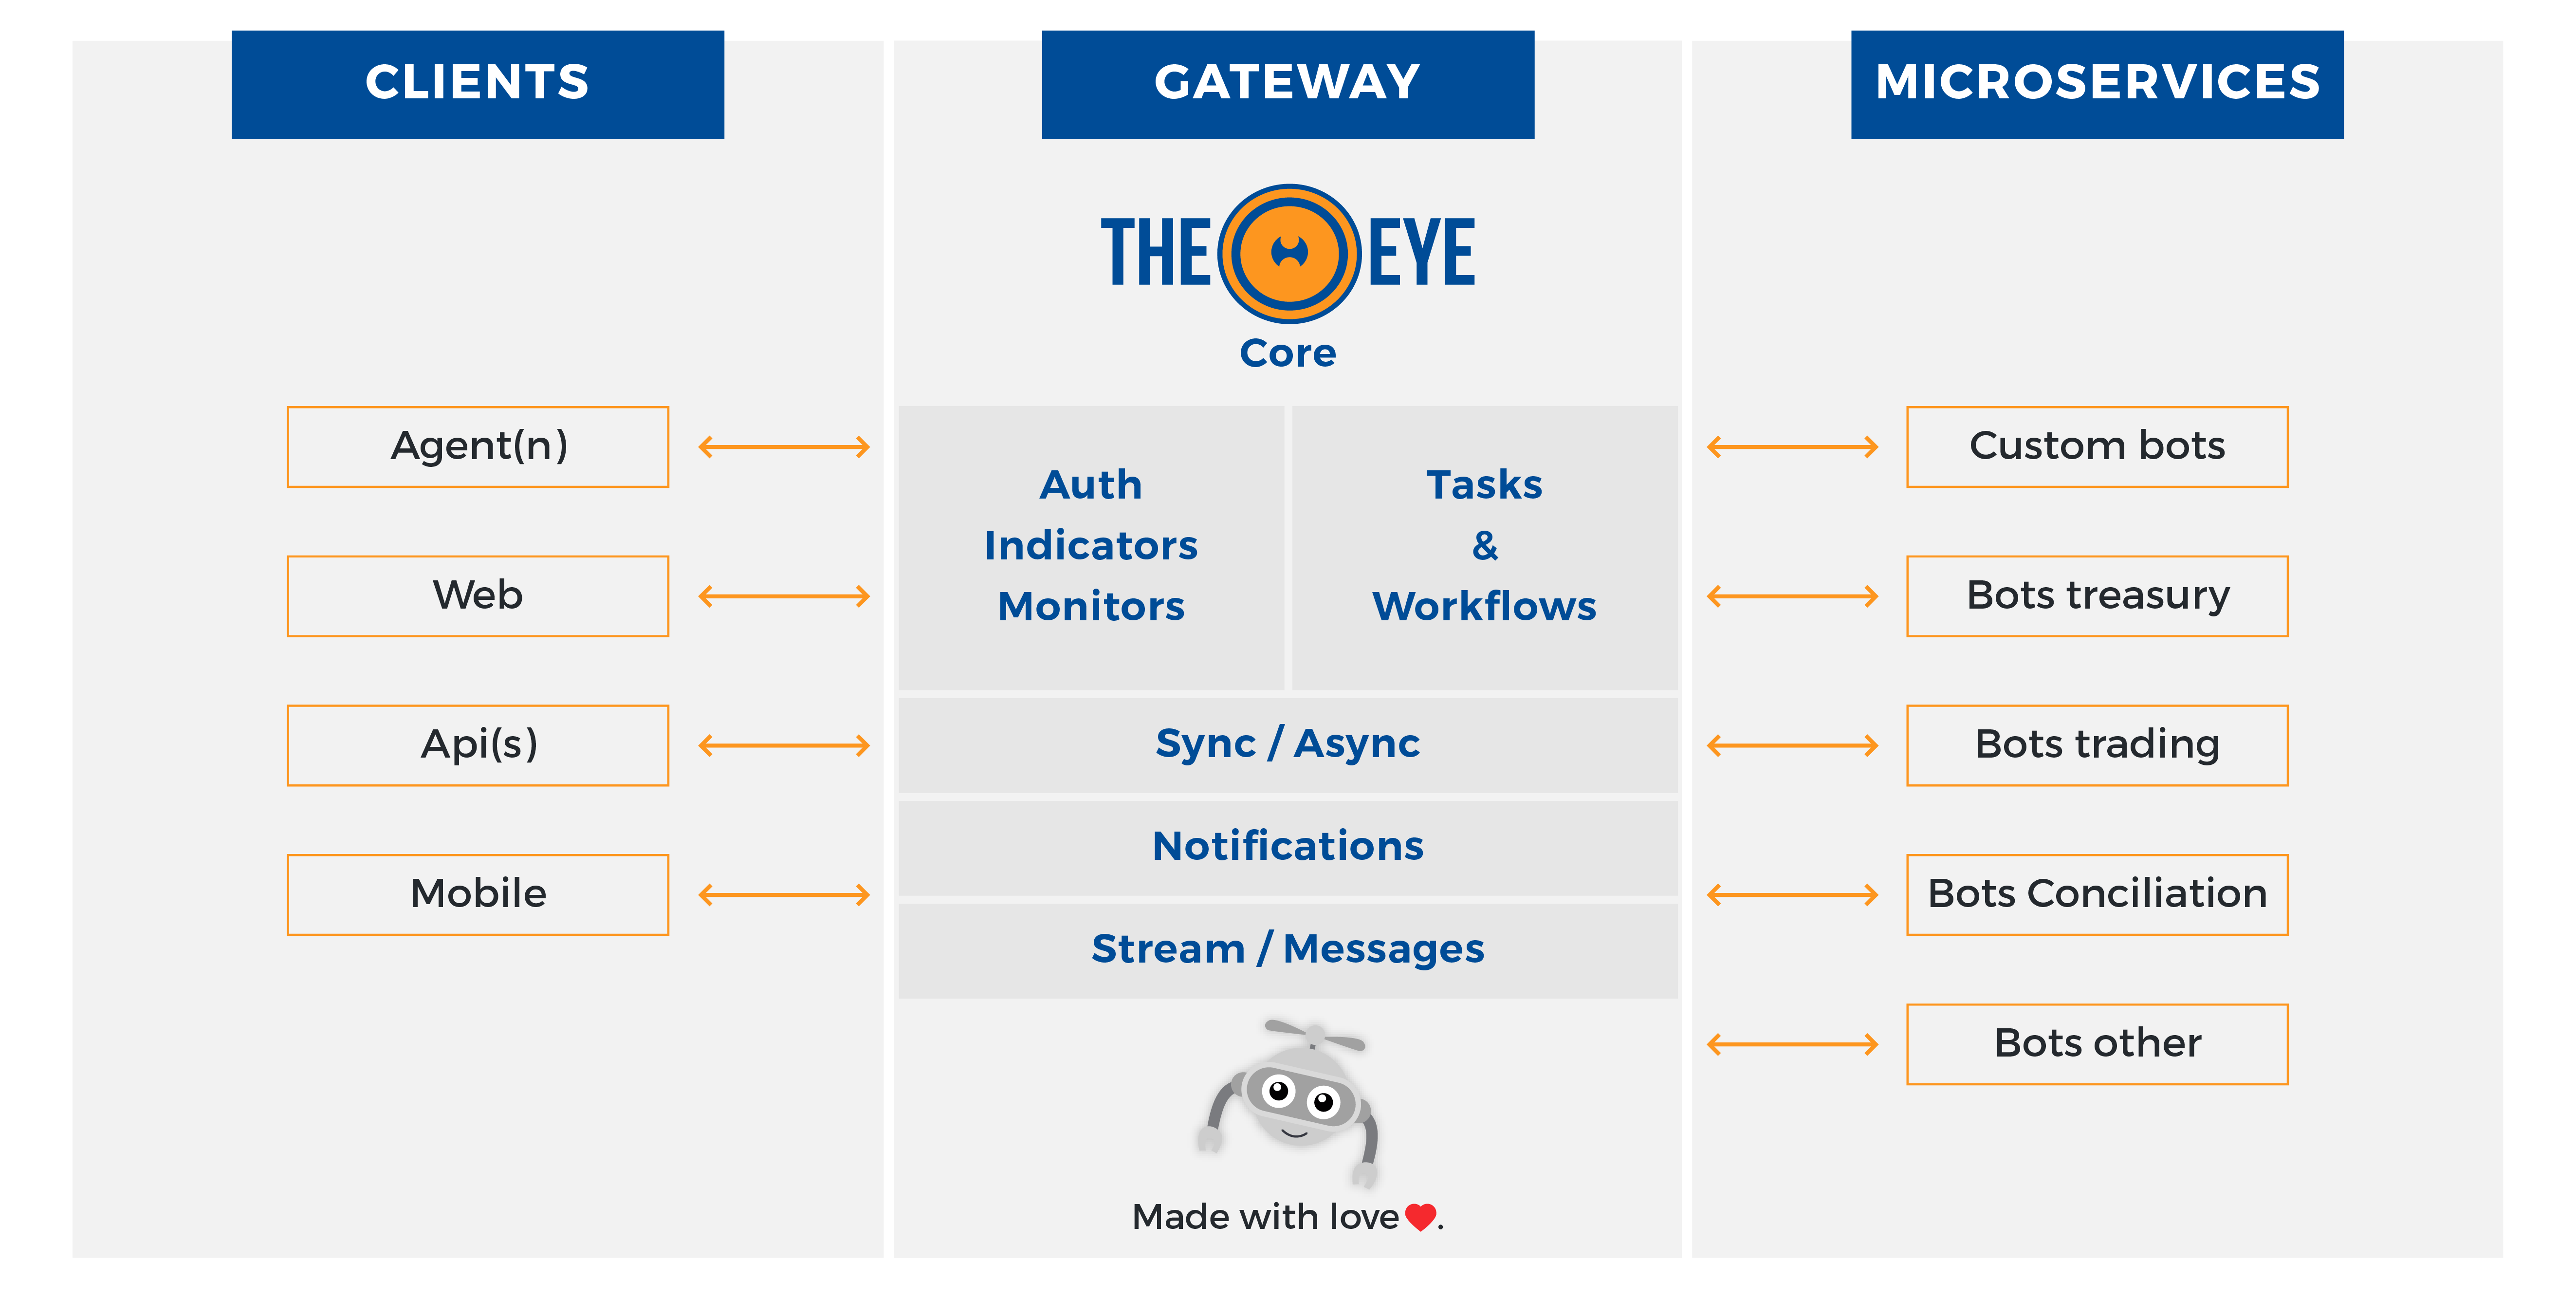 CLIENTS
GATEWAY
MICROSERVICES
THE EYE
Core
Agent(n)
Web
Api(s)
Mobile
Auth
Indicators
Monitors
Tasks
&
Workflows
Sync / Async
Notifications
Stream / Messages
Made with love ❤.
Custom bots
Bots treasury
Bots trading
Bots Conciliation
Bots other